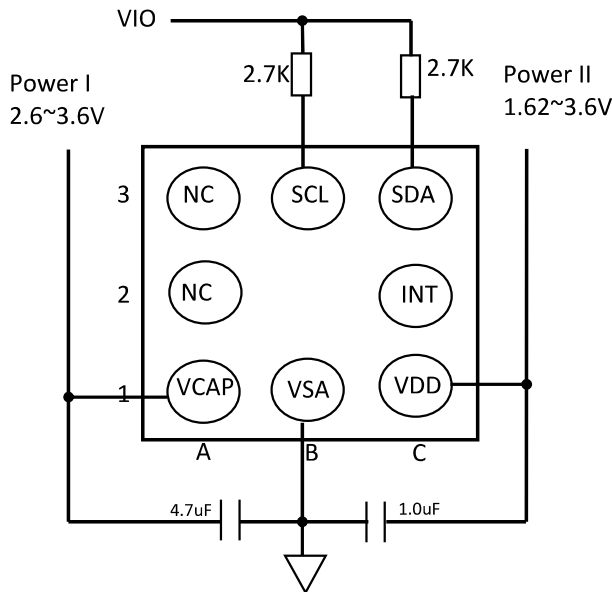 VIO
2.7K
2.7K
Power I
2.6~3.6V
Power II
1.62~3.6V
3
NC
SCL
SDA
2
NC
INT
1
VCAP
VSA
VDD
A
B
C
4.7uF
1.0uF